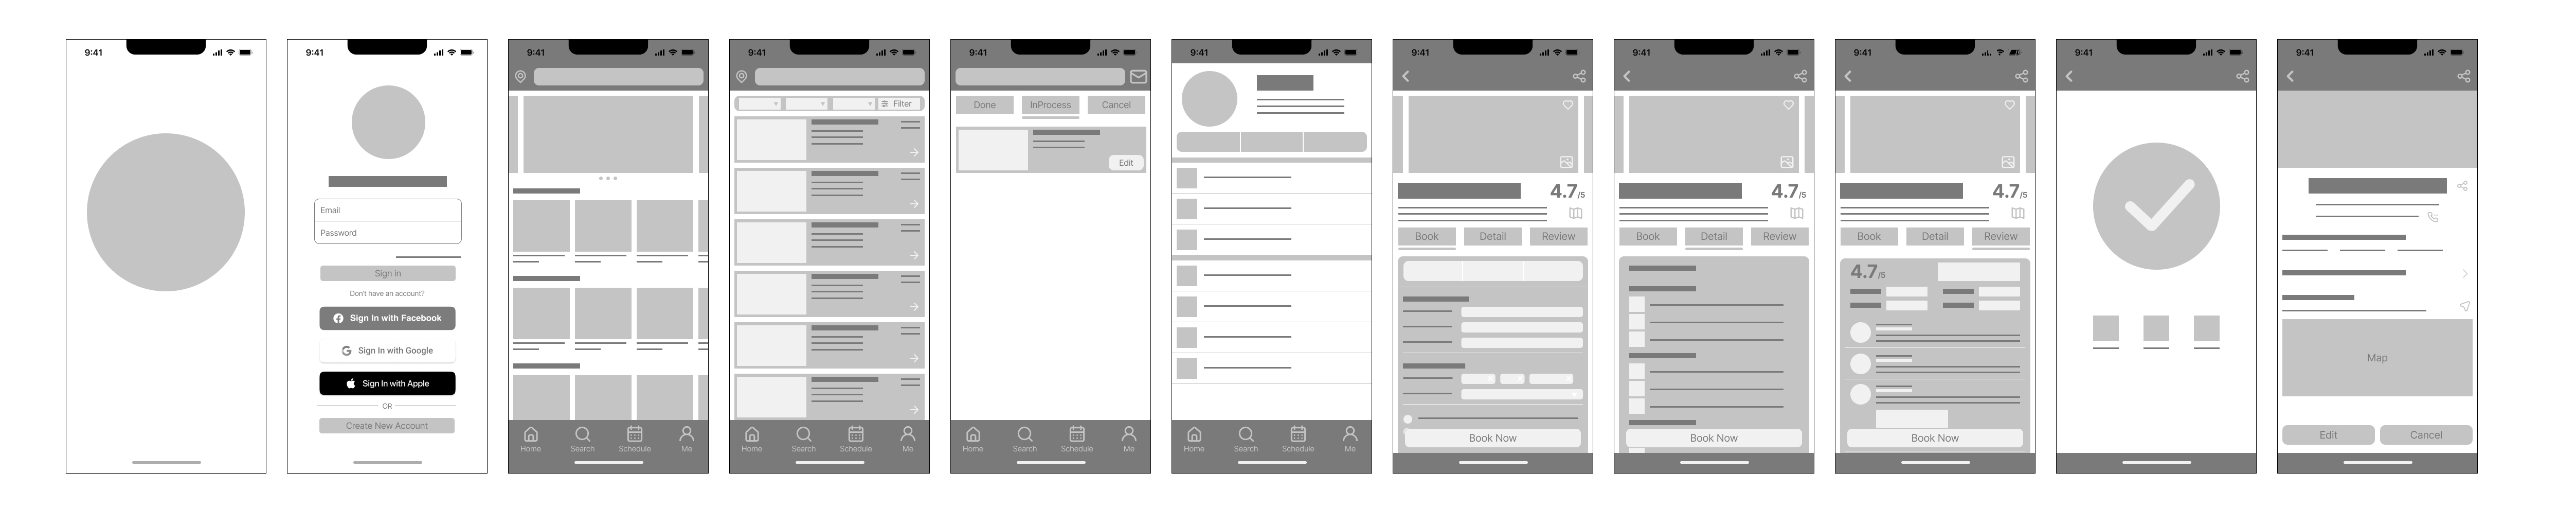 9:41
9:41
Email
Password
Sign in
Don't have an account?
Sign In with Facebook
Sign In with Google
Sign In with Apple
OR
Create New Account
9:41
Home
Search
Schedule
Me
9:41
Filter
Home
Search
Schedule
Me
9:41
Done
InProcess
Cancel
Edit
Home
Search
Schedule
Me
9:41
Home
Search
Schedule
Me
9:41
4.7/5
Book
Detail
Review
Book Now
9:41
4.7/5
Book
Detail
Review
Book Now
9:41
4.7/5
Book
Detail
Review
4.7/5
Book Now
9:41
9:41
Map
Edit
Cancel